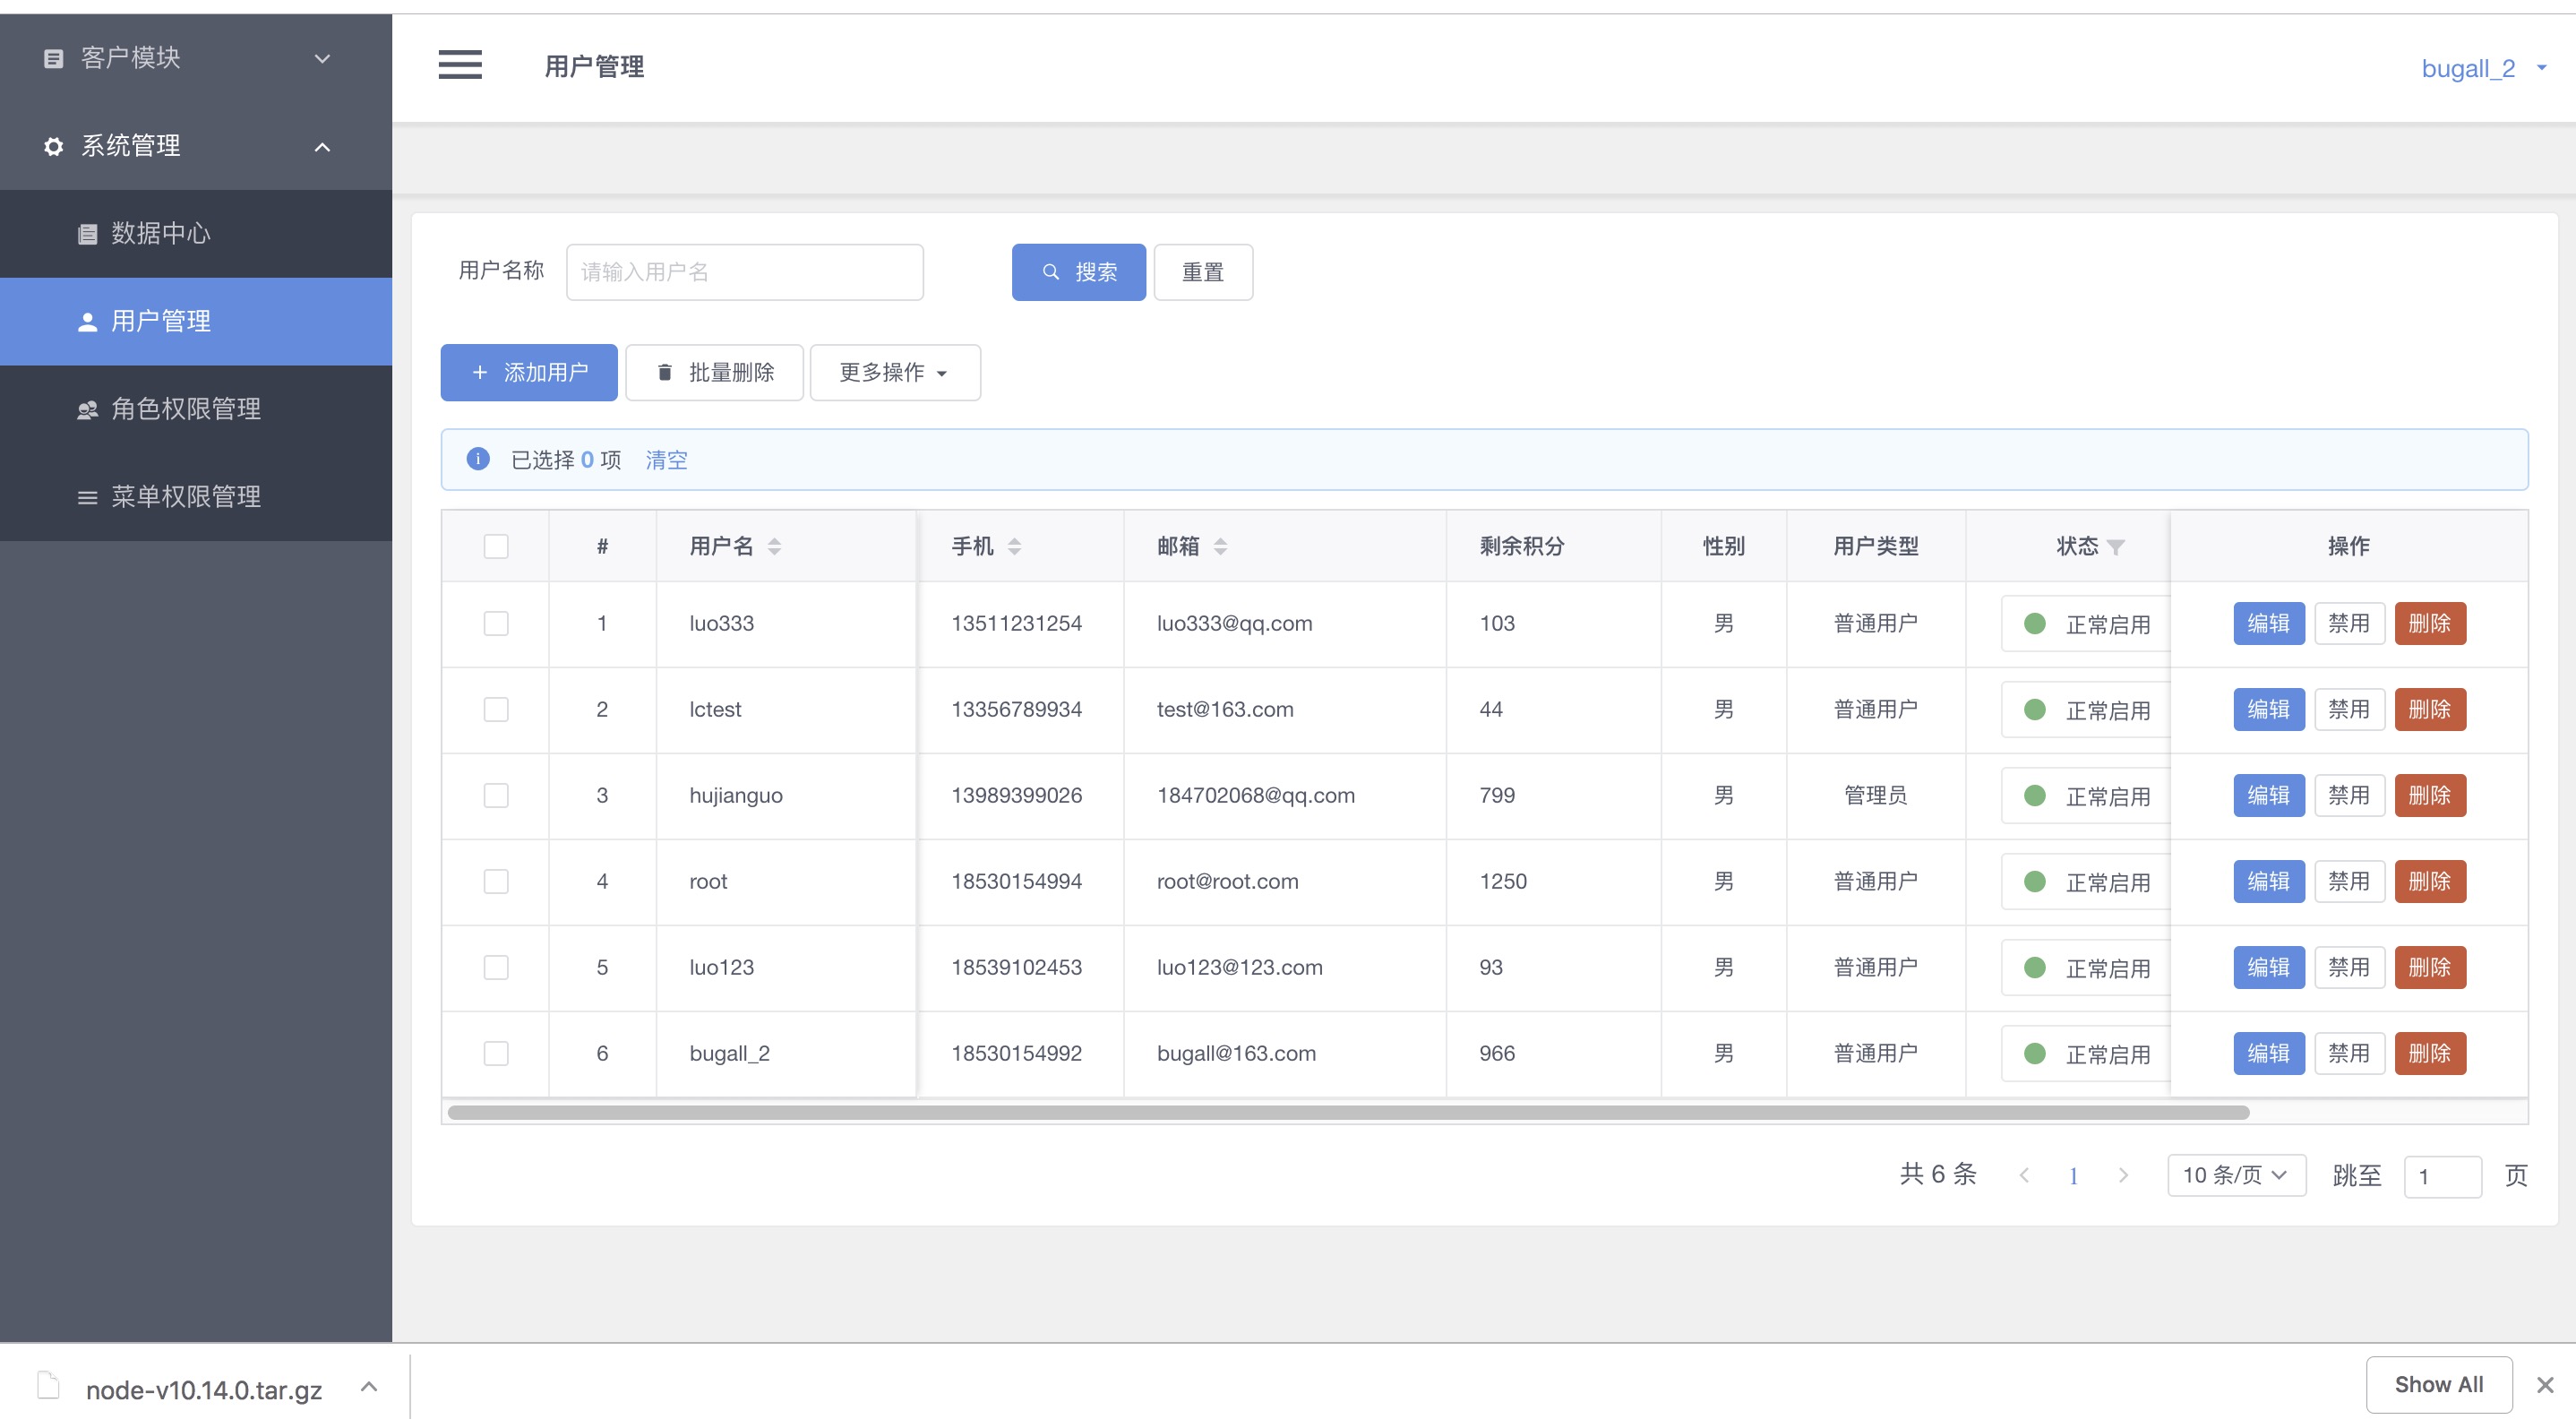 客户模块
系统管理
数据中心
用户管理
角色权限管理
菜单权限管理
用户管理
bugall_2
用户名称 请输入用户名 搜索 重置
添加用户 批量删除 更多操作
已选择 0 项 清空
# 用户名 手机 邮箱 剩余积分 性别 用户类型 状态 操作
1 luo333 13511231254 luo333@qq.com 103 男 普通用户 正常启用 编辑 禁用 删除
2 lctest 13356789934 test@163.com 44 男 普通用户 正常启用 编辑 禁用 删除
3 hujianguo 13989399026 184702068@qq.com 799 男 管理员 正常启用 编辑 禁用 删除
4 root 18530154994 root@root.com 1250 男 普通用户 正常启用 编辑 禁用 删除
5 luo123 18539102453 luo123@123.com 93 男 普通用户 正常启用 编辑 禁用 删除
6 bugall_2 18530154992 bugall@163.com 966 男 普通用户 正常启用 编辑 禁用 删除
共 6 条 1 10 条/页 跳至 1 页
node-v10.14.0.tar.gz Show All